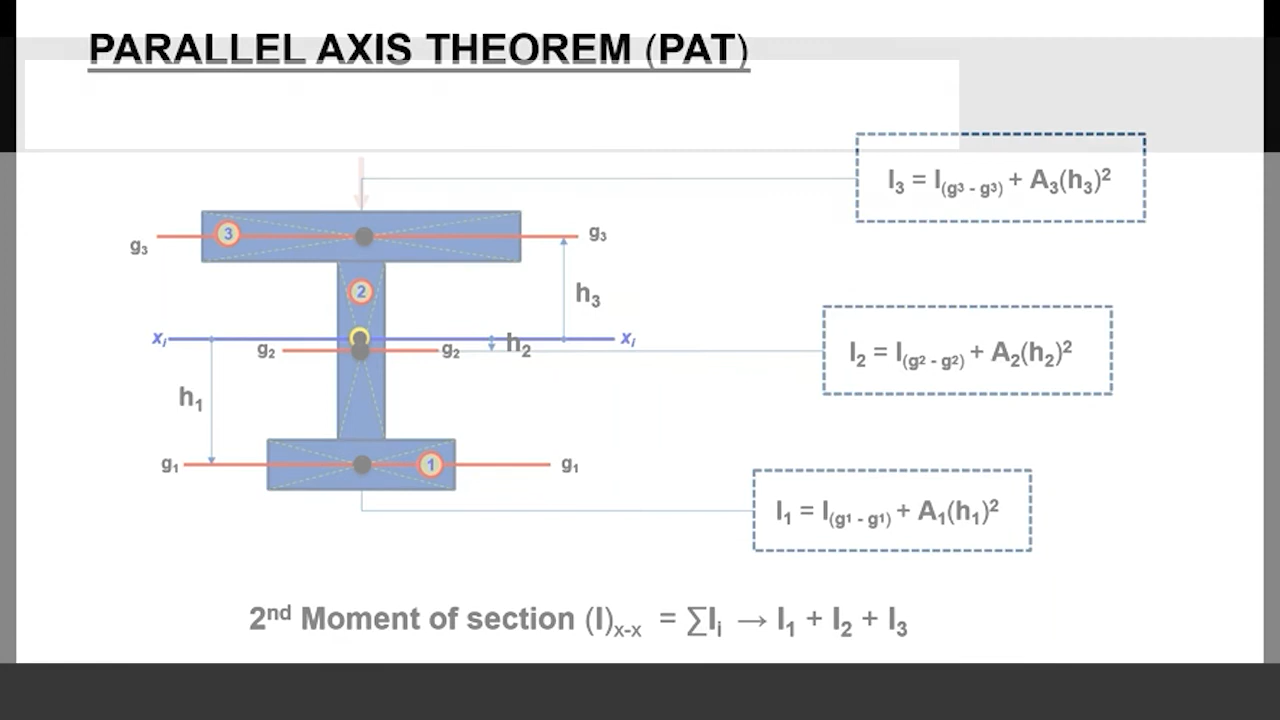 PARALLEL AXIS THEOREM (PAT)
I₃ = I₍g³ - g³₎ + A₃(h₃)²
3
g₃
g₃
2
h₃
xᵢ
xᵢ
g₂
g₂
h₂
I₂ = I₍g² - g²₎ + A₂(h₂)²
h₁
g₁
1
g₁
I₁ = I₍g¹ - g¹₎ + A₁(h₁)²
2ⁿᵈ Moment of section (I)ₓ₋ₓ = ∑Iᵢ → I₁ + I₂ + I₃